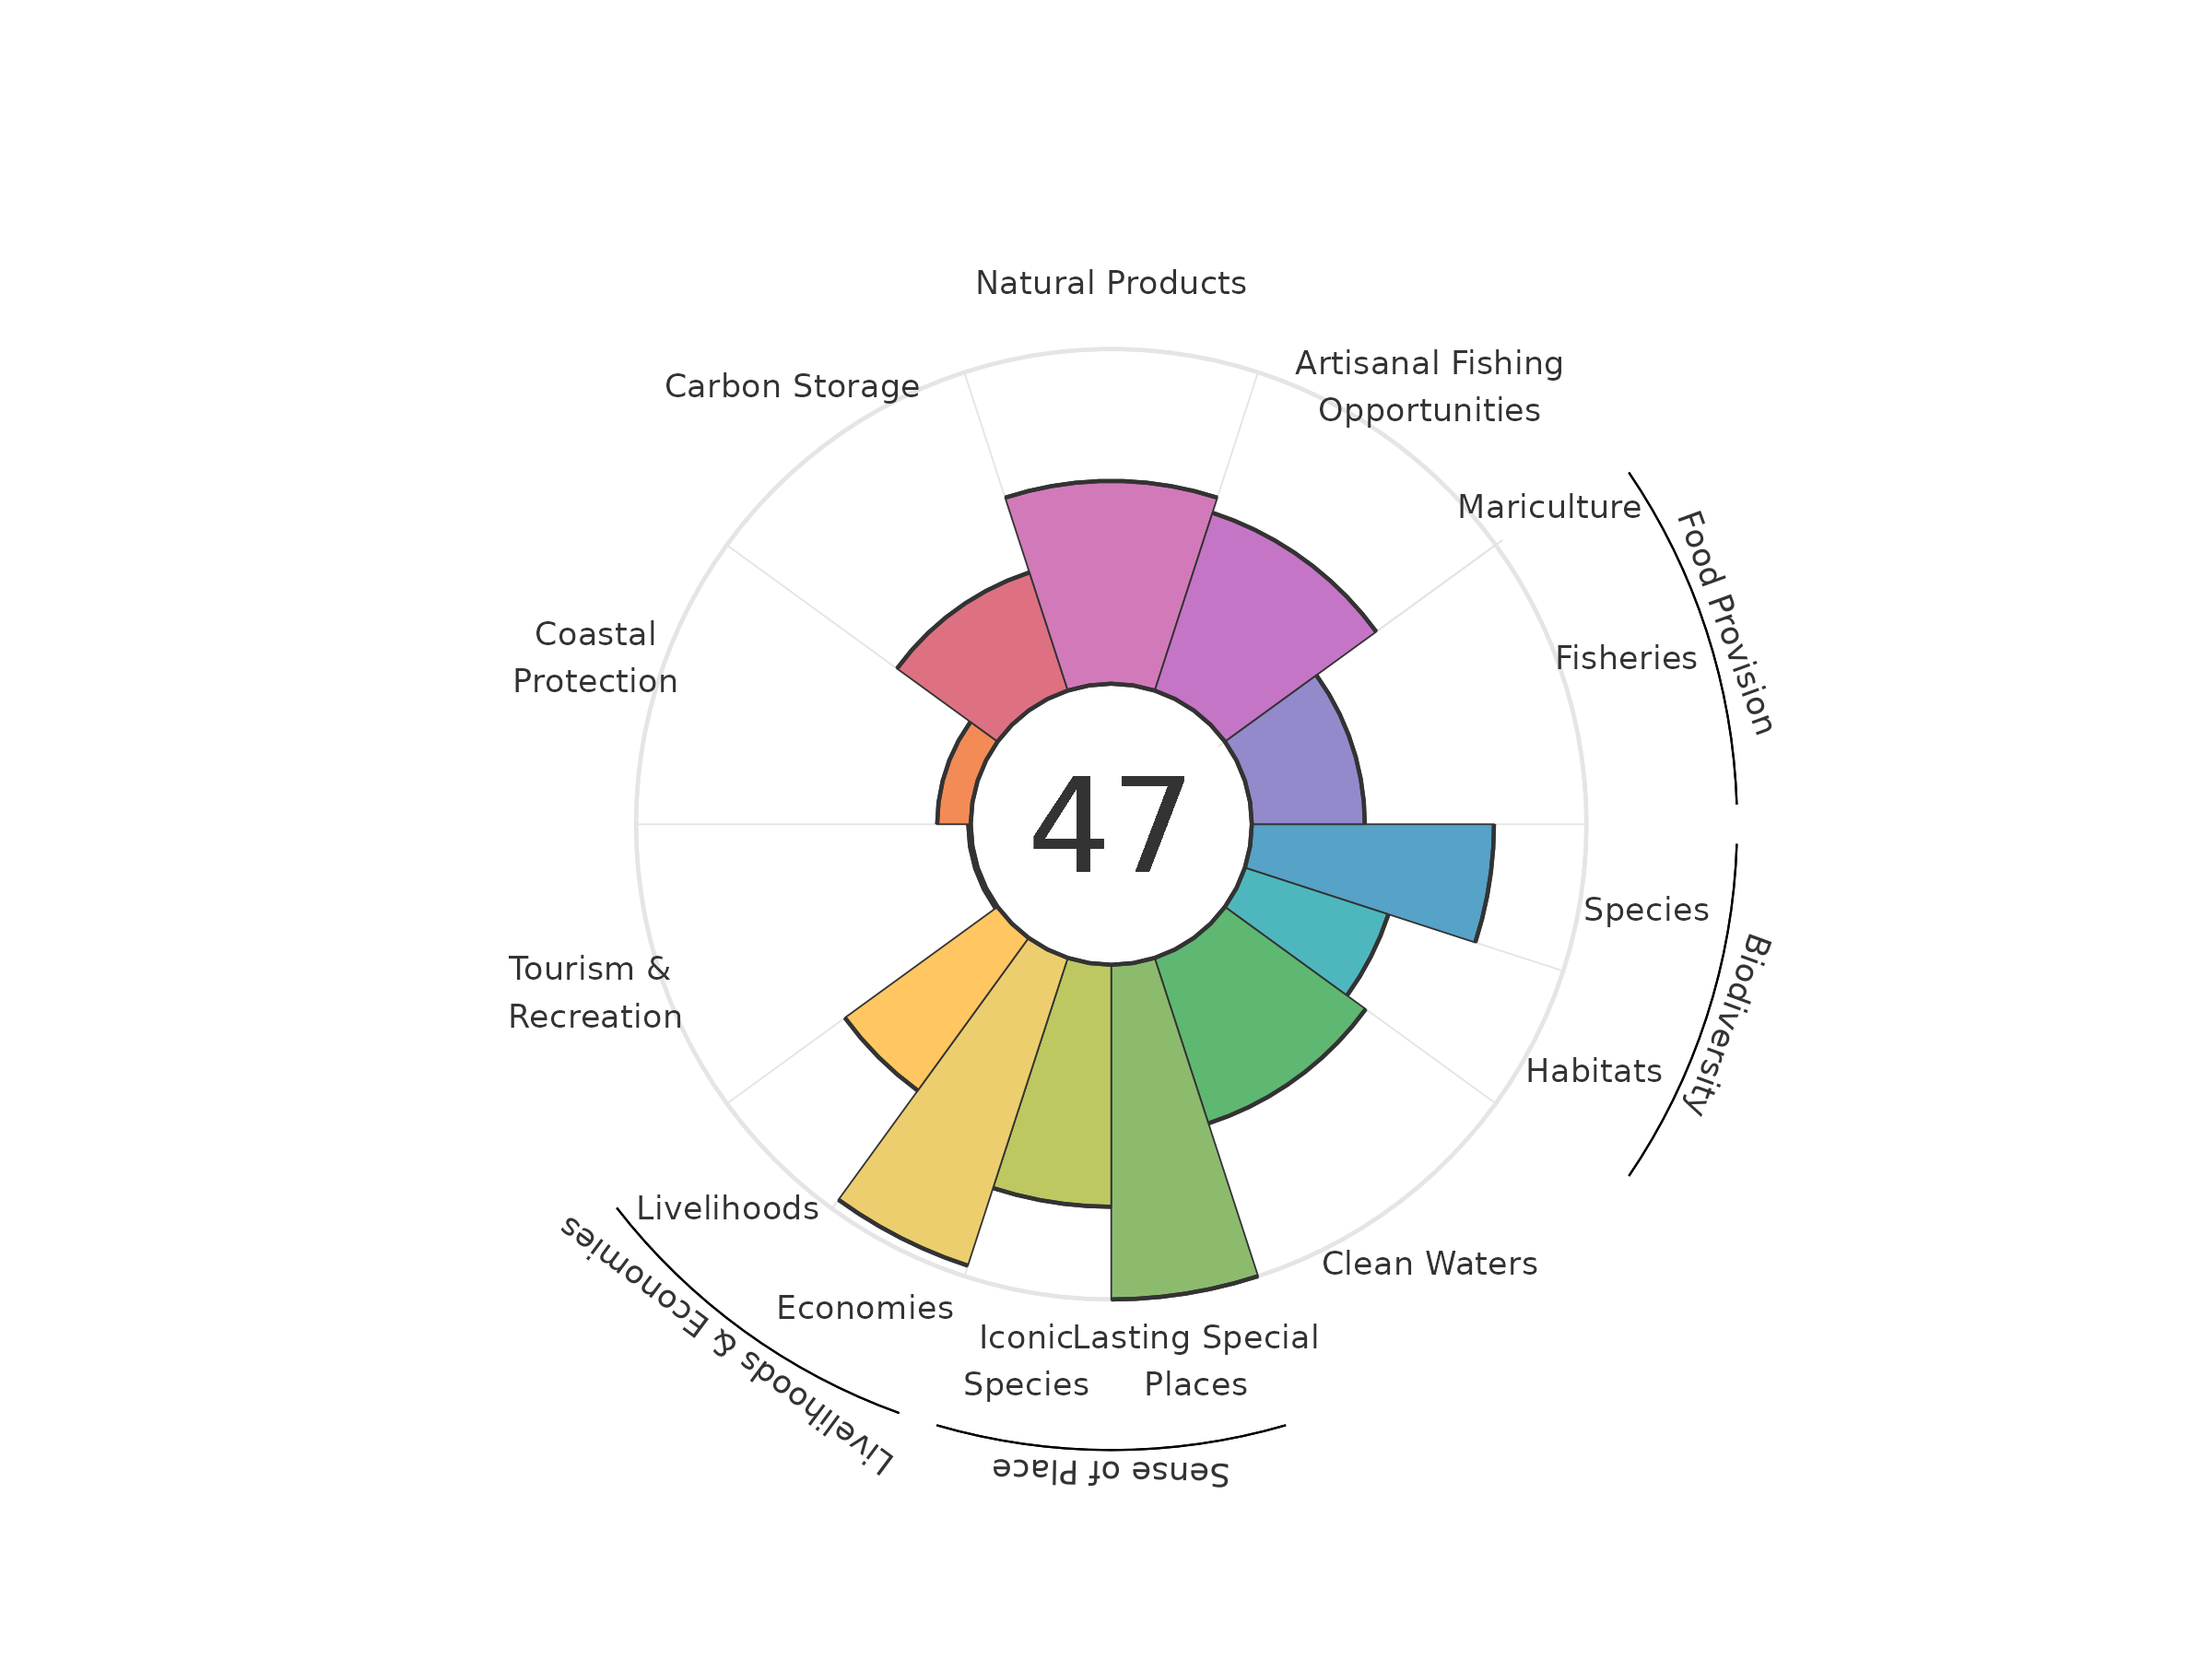 Natural Products
Artisanal Fishing
Opportunities
Carbon Storage
Mariculture
Food Provision
Fisheries
Coastal
Protection
47
Species
Biodiversity
Tourism &
Recreation
Habitats
Livelihoods
Clean Waters
Economies
Livelihoods & Economies
Iconic
Species
Lasting Special
Places
Sense of Place